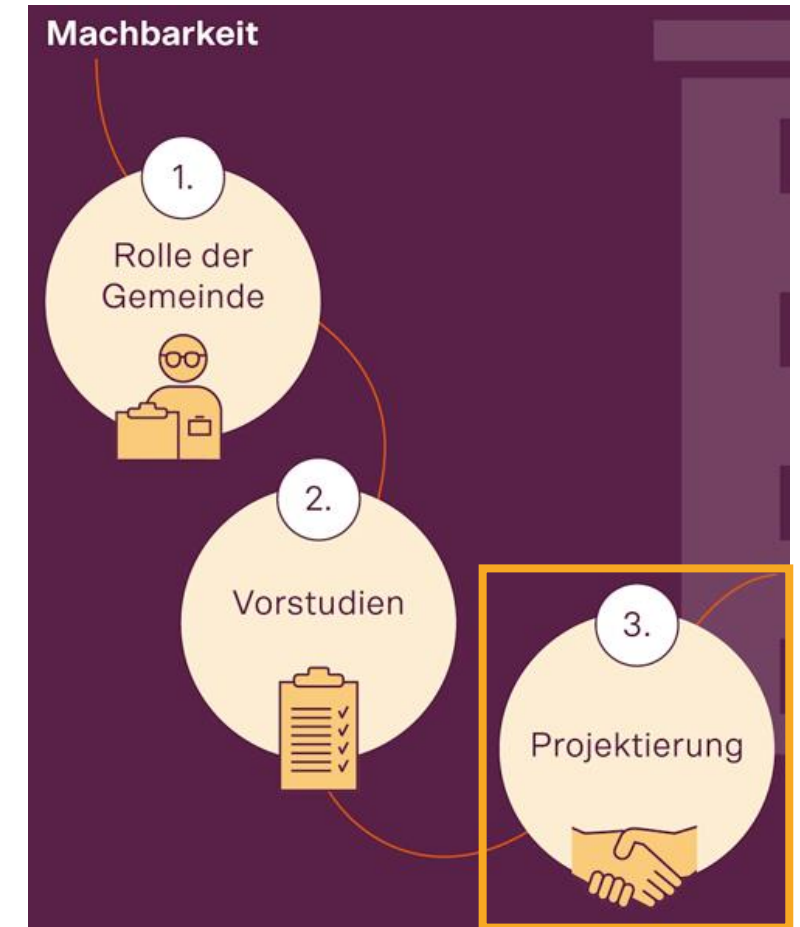 Machbarkeit
1.
Rolle der
Gemeinde
2.
Vorstudien
3.
Projektierung